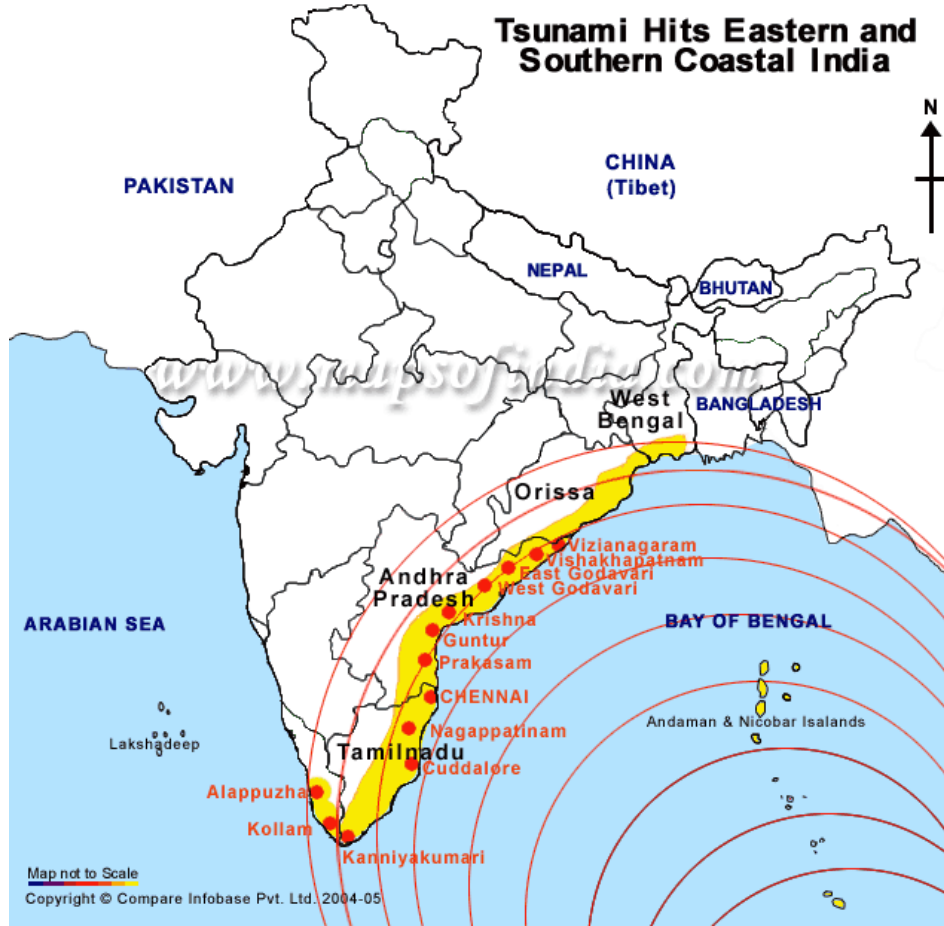 Tsunami Hits Eastern and
Southern Coastal India
N
CHINA
(Tibet)
PAKISTAN
NEPAL
BHUTAN
www.mapsofindia.com
West
Bengal
BANGLADESH
Orissa
Vizianagaram
Vishakhapatnam
East Godavari
West Godavari
Andhra
Pradesh
Krishna
ARABIAN SEA
BAY OF BENGAL
Guntur
Prakasam
CHENNAI
Andaman & Nicobar Isalands
Nagappatinam
Lakshadeep
Tamilnadu
Cuddalore
Alappuzha
Kollam
Kanniyakumari
Map not to Scale
Copyright © Compare Infobase Pvt. Ltd. 2004-05